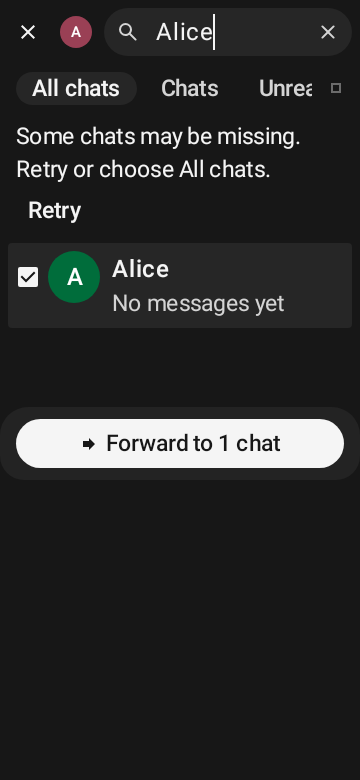 A
Alice
All chats
Chats
Unrea
Some chats may be missing.
Retry or choose All chats.
Retry
A
Alice
No messages yet
Forward to 1 chat